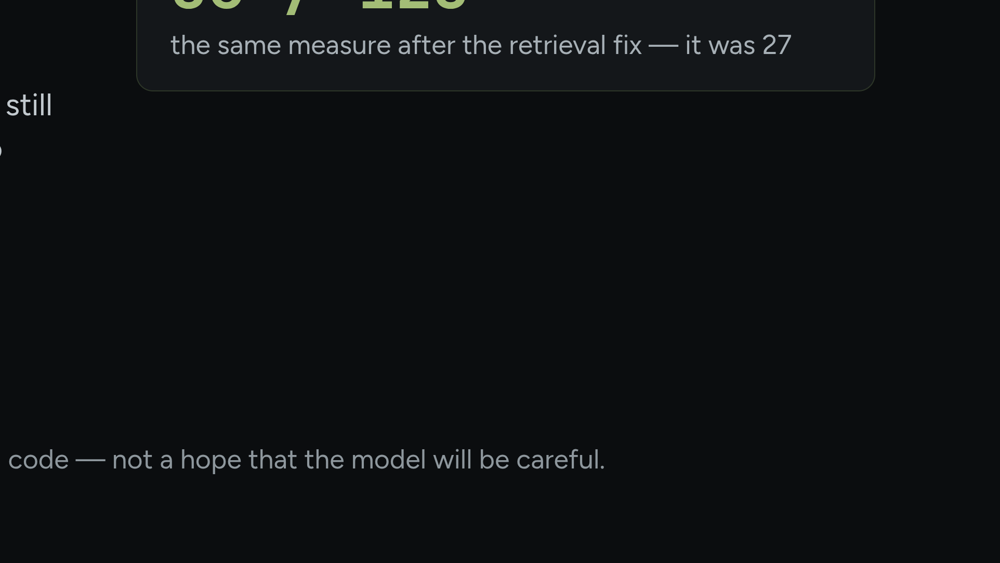 the same measure after the retrieval fix — it was 27
still
code — not a hope that the model will be careful.